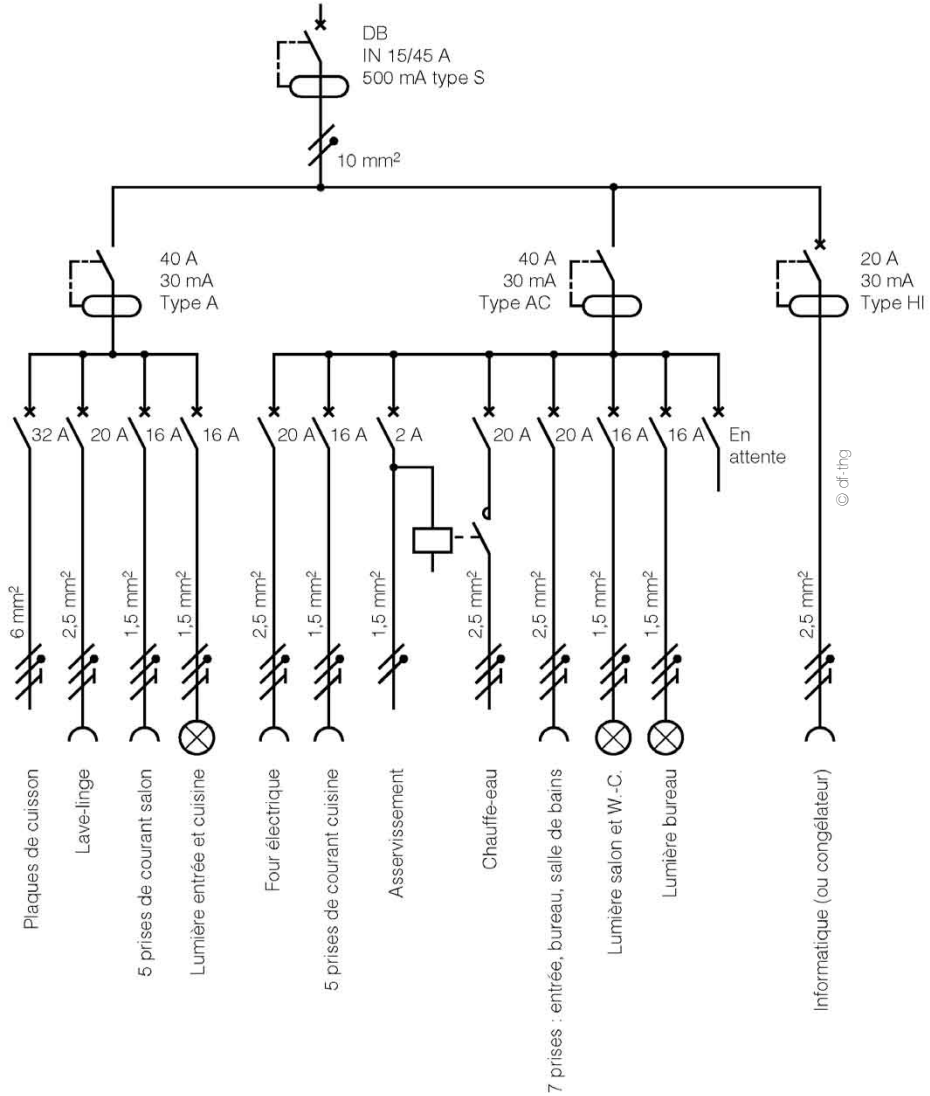 DB
IN 15/45 A
500 mA type S
10 mm²
40 A
30 mA
Type A
40 A
30 mA
Type AC
20 A
30 mA
Type HI
32 A
20 A
16 A
16 A
20 A
16 A
2 A
20 A
20 A
16 A
16 A
En
attente
© df-thg
6 mm²
2,5 mm²
1,5 mm²
1,5 mm²
2,5 mm²
1,5 mm²
1,5 mm²
2,5 mm²
2,5 mm²
1,5 mm²
1,5 mm²
2,5 mm²
Plaques de cuisson
Lave-linge
5 prises de courant salon
Lumière entrée et cuisine
Four électrique
5 prises de courant cuisine
Asservissement
Chauffe-eau
7 prises : entrée, bureau, salle de bains
Lumière salon et W.-C.
Lumière bureau
Informatique (ou congélateur)